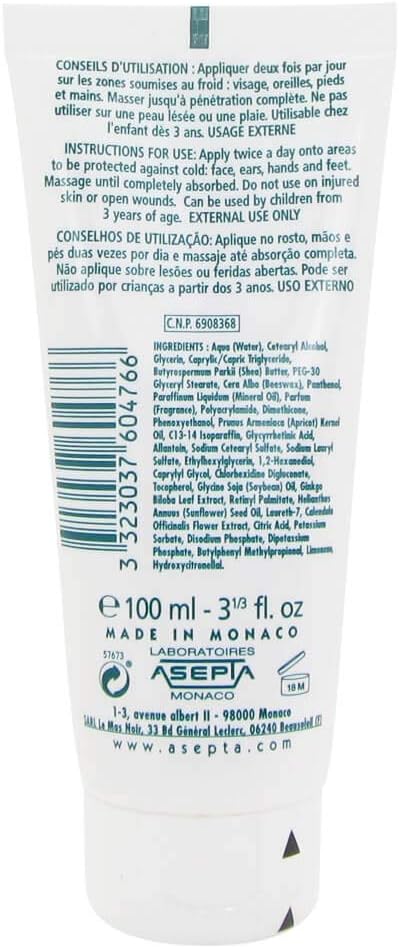 CONSEILS D'UTILISATION : Appliquer deux fois par jour
sur les zones soumises au froid : visage, oreilles, pieds
et mains. Masser jusqu'à pénétration complète. Ne pas
utiliser sur une peau lésée ou une plaie. Utilisable chez
l'enfant dès 3 ans. USAGE EXTERNE
INSTRUCTIONS FOR USE: Apply twice a day onto areas
to be protected against cold: face, ears, hands and feet.
Massage until completely absorbed. Do not use on injured
skin or open wounds. Can be used by children from
3 years of age. EXTERNAL USE ONLY
CONSELHOS DE UTILIZAÇÃO: Aplique no rosto, mãos e
pés duas vezes por dia e massaje até absorção completa.
Não aplique sobre lesões ou feridas abertas. Pode ser
utilizado por crianças a partir dos 3 anos. USO EXTERNO
C.N.P. 6908368
INGREDIENTS : Aqua (Water), Cetearyl Alcohol,
Glycerin, Caprylic/Capric Triglyceride,
Butyrospermum Parkii (Shea) Butter, PEG-30
Glyceryl Stearate, Cera Alba (Beeswax), Panthenol,
Paraffinum Liquidum (Mineral Oil), Parfum
(Fragrance), Polyacrylamide, Dimethicone,
Phenoxyethanol, Prunus Armeniaca (Apricot) Kernel
Oil, C13-14 Isoparaffin, Glycyrrhetinic Acid,
Allantoin, Sodium Cetearyl Sulfate, Sodium Lauryl
Sulfate, Ethylhexylglycerin, 1,2-Hexanediol,
Caprylyl Glycol, Chlorhexidine Digluconate,
Tocopherol, Glycine Soja (Soybean) Oil, Ginkgo
Biloba Leaf Extract, Retinyl Palmitate, Helianthus
Annuus (Sunflower) Seed Oil, Laureth-7, Calendula
Officinalis Flower Extract, Citric Acid, Potassium
Sorbate, Disodium Phosphate, Dipotassium
Phosphate, Butylphenyl Methylpropional, Limonene,
Hydroxycitronellal.
3 323037 604766
e 100 ml - 3 1/3 fl. oz
MADE IN MONACO
57673
LABORATOIRES
ASEPTA
MONACO
18 M
1-3, avenue albert II - 98000 Monaco
SARL Le Mas Noir, 33 Bd Général Leclerc, 06240 Beausoleil (F)
www.asepta.com